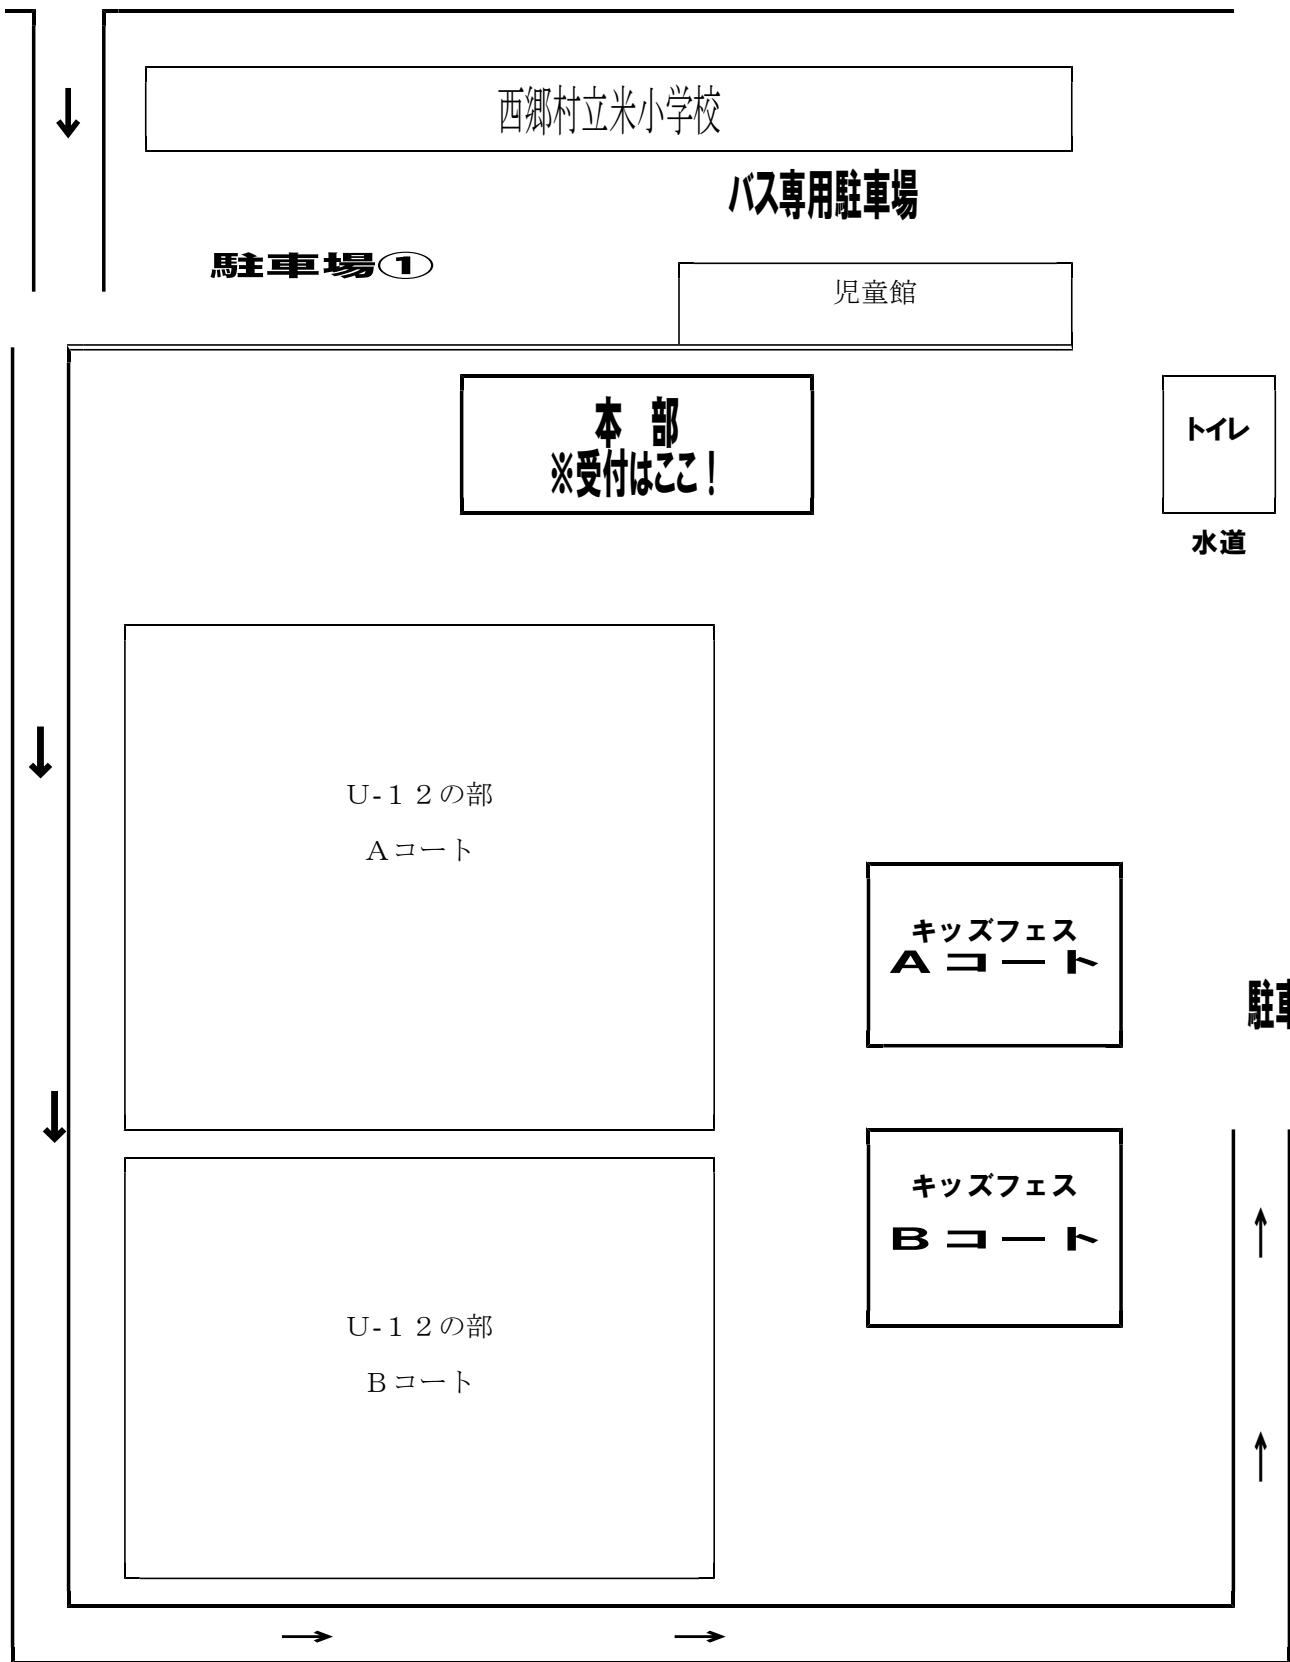 西郷村立米小学校
バス専用駐車場
駐車場①
児童館
本 部
※受付はここ！
トイレ
水道
U-１２の部
Aコート
キッズフェス
Aコート
駐車
キッズフェス
Bコート
U-１２の部
Bコート